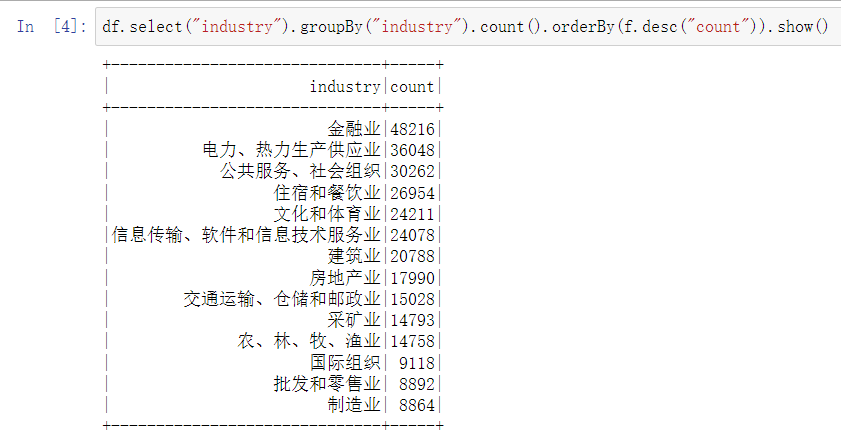 In [4]: df.select("industry").groupBy("industry").count().orderBy(f.desc("count")).show()
+------------------------------+-----+
|                      industry|count|
+------------------------------+-----+
|                        金融业|48216|
|          电力、热力生产供应业|36048|
|            公共服务、社会组织|30262|
|                  住宿和餐饮业|26954|
|                  文化和体育业|24211|
|信息传输、软件和信息技术服务业|24078|
|                        建筑业|20788|
|                      房地产业|17990|
|        交通运输、仓储和邮政业|15028|
|                        采矿业|14793|
|              农、林、牧、渔业|14758|
|                      国际组织| 9118|
|                  批发和零售业| 8892|
|                        制造业| 8864|
+------------------------------+-----+